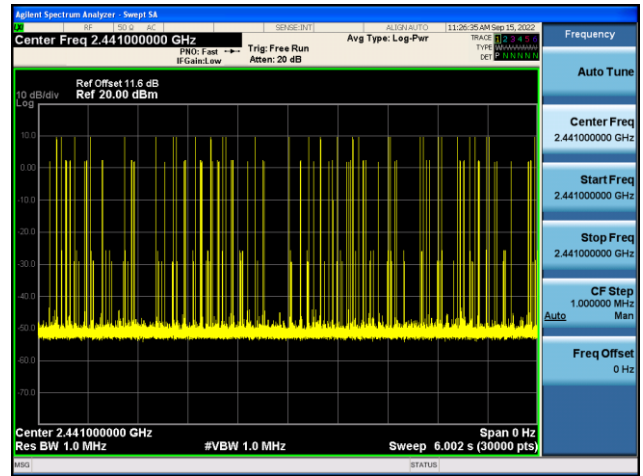 Agilent Spectrum Analyzer - Swept SA
RF 50 Ω AC SENSE:INT ALIGN AUTO 11:26:35 AM Sep 15, 2022
Center Freq 2.441000000 GHz
PNO: Fast
IFGain:Low
Trig: Free Run
Atten: 20 dB
Avg Type: Log-Pwr
TRACE 1 2 3 4 5 6
TYPE
DET P N N N N N
Ref Offset 11.6 dB
10 dB/div Ref 20.00 dBm
Log
10.0
0.00
-10.0
-20.0
-30.0
-40.0
-50.0
-60.0
-70.0
Center 2.441000000 GHz Span 0 Hz
Res BW 1.0 MHz #VBW 1.0 MHz Sweep 6.002 s (30000 pts)
MSG STATUS
Frequency
Auto Tune
Center Freq
2.441000000 GHz
Start Freq
2.441000000 GHz
Stop Freq
2.441000000 GHz
CF Step
1.000000 MHz
Auto Man
Freq Offset
0 Hz